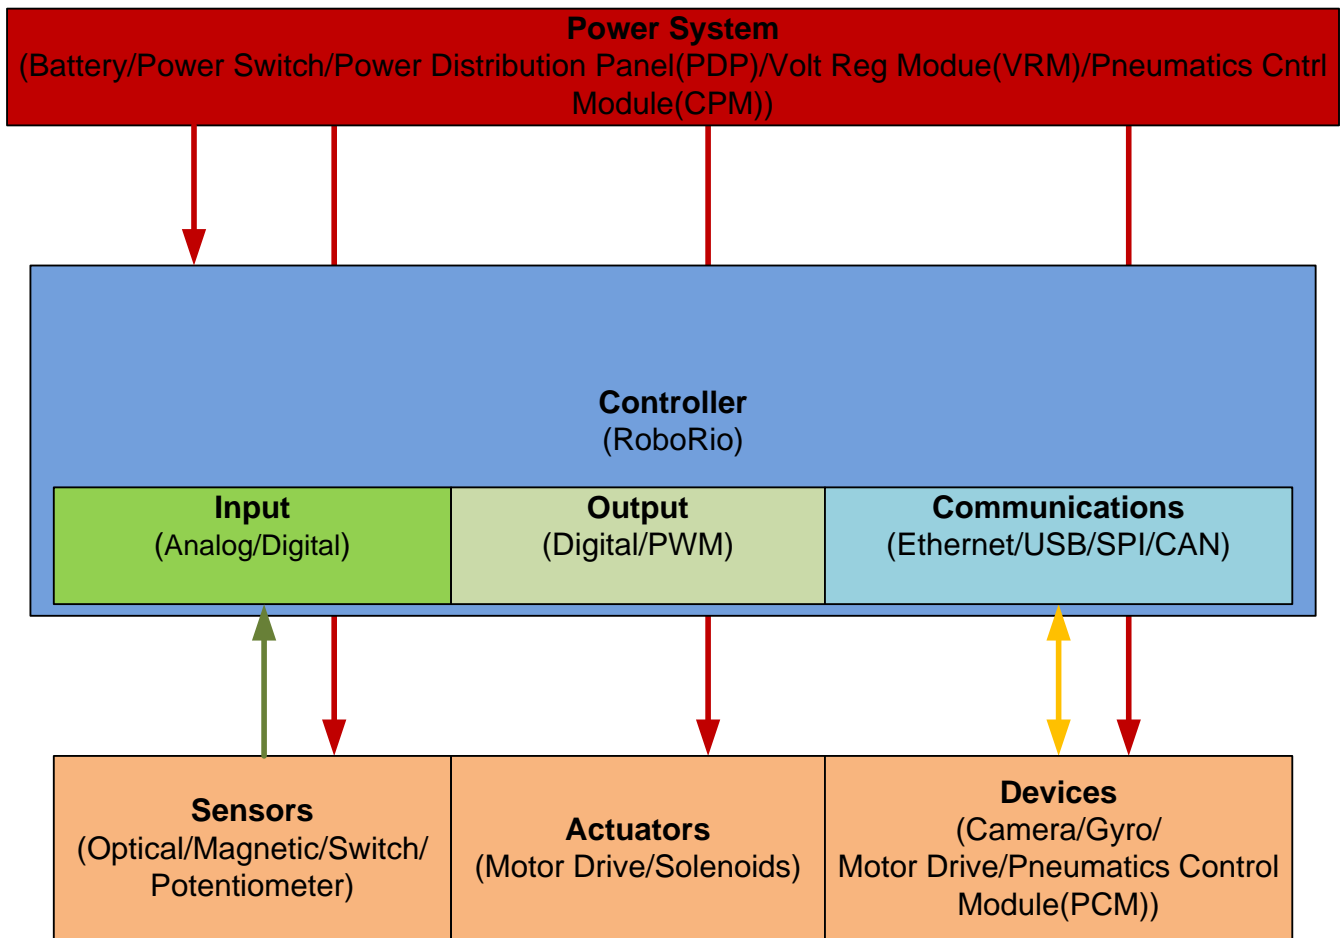 Power System
(Battery/Power Switch/Power Distribution Panel(PDP)/Volt Reg Modue(VRM)/Pneumatics Cntrl
Module(CPM))
Controller
(RoboRio)
Input
(Analog/Digital)
Output
(Digital/PWM)
Communications
(Ethernet/USB/SPI/CAN)
Sensors
(Optical/Magnetic/Switch/
Potentiometer)
Actuators
(Motor Drive/Solenoids)
Devices
(Camera/Gyro/
Motor Drive/Pneumatics Control
Module(PCM))